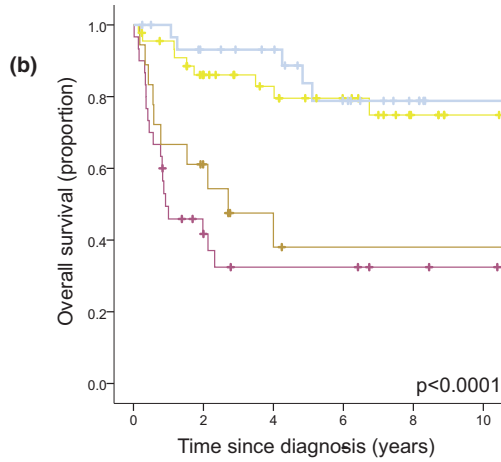 (b)
Overall survival (proportion)
1.0
0.8
0.6
0.4
0.2
0.0
p<0.0001
0 2 4 6 8 10
Time since diagnosis (years)